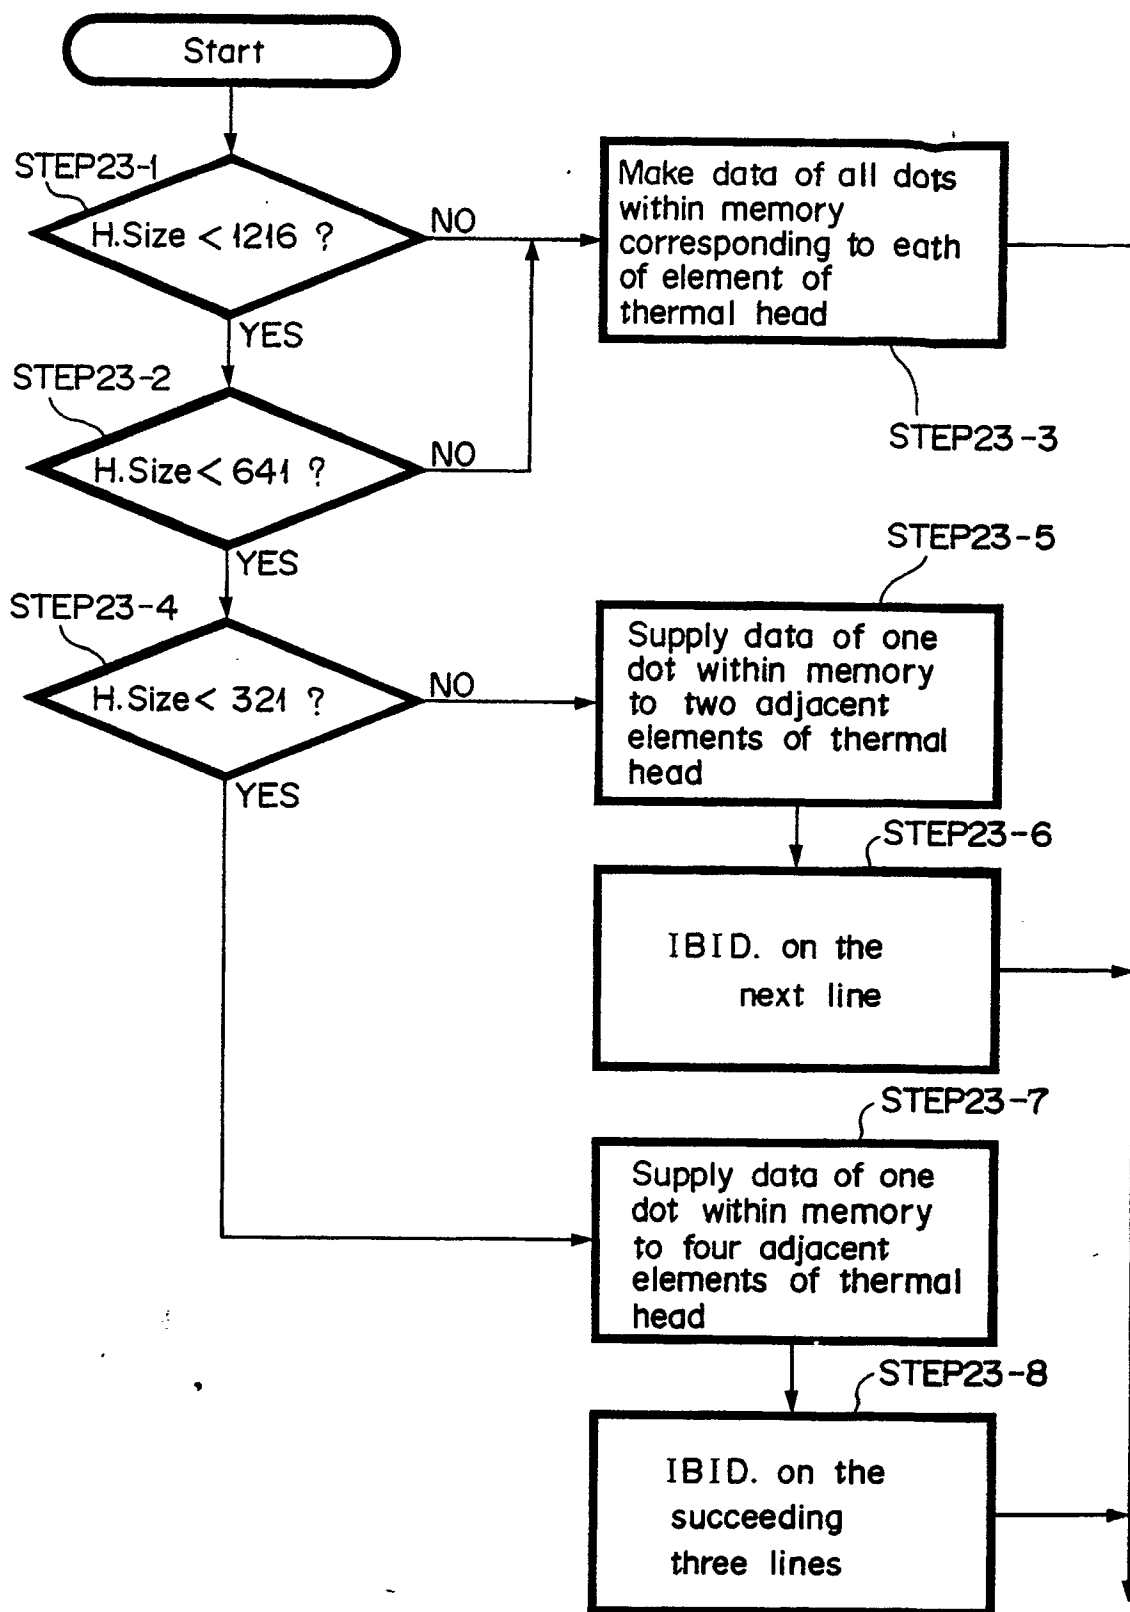 Start
STEP23-1
H.Size < 1216 ?
NO
YES
Make data of all dots
within memory
corresponding to eath
of element of
thermal head
STEP23-3
STEP23-2
H.Size < 641 ?
NO
YES
STEP23-4
H.Size < 321 ?
NO
YES
STEP23-5
Supply data of one
dot within memory
to two adjacent
elements of thermal
head
STEP23-6
IBID. on the
next line
STEP23-7
Supply data of one
dot within memory
to four adjacent
elements of thermal
head
STEP23-8
IBID. on the
succeeding
three lines